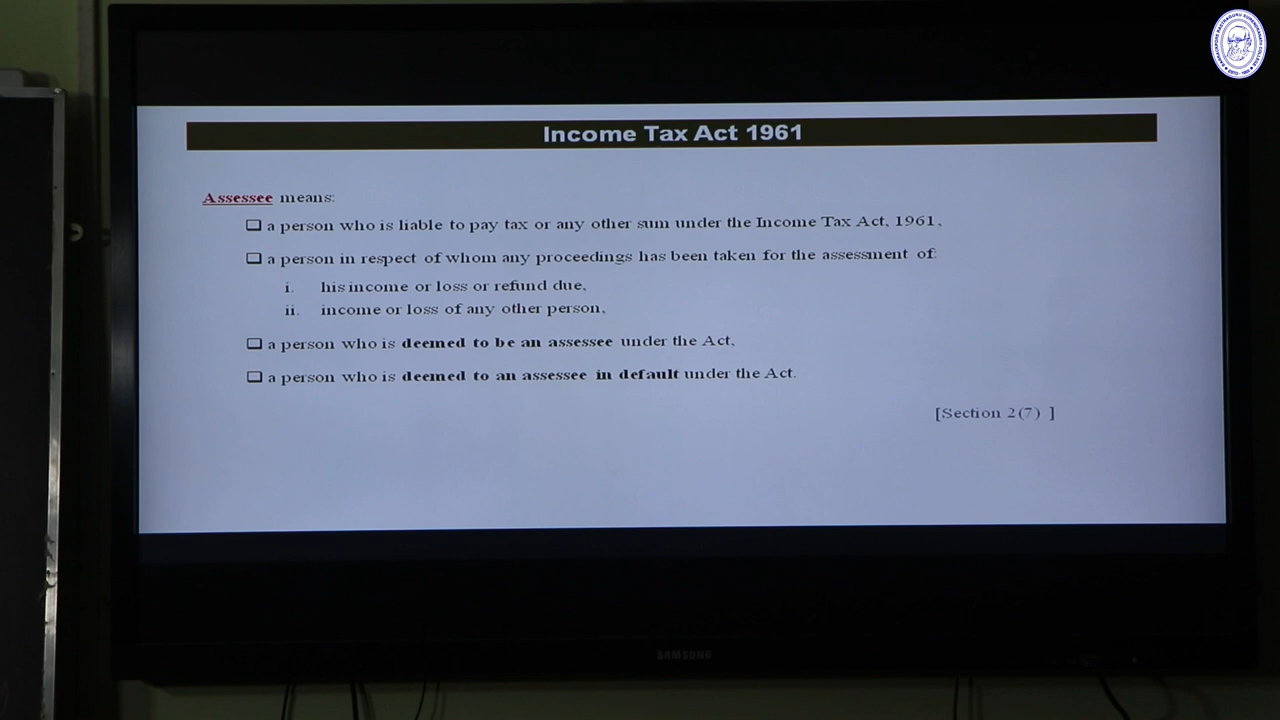 Income Tax Act 1961
Assessee means:
❑ a person who is liable to pay tax or any other sum under the Income Tax Act, 1961,
❑ a person in respect of whom any proceedings has been taken for the assessment of:
i. his income or loss or refund due,
ii. income or loss of any other person,
❑ a person who is deemed to be an assessee under the Act,
❑ a person who is deemed to an assessee in default under the Act.
[Section 2(7) ]
SAMSUNG